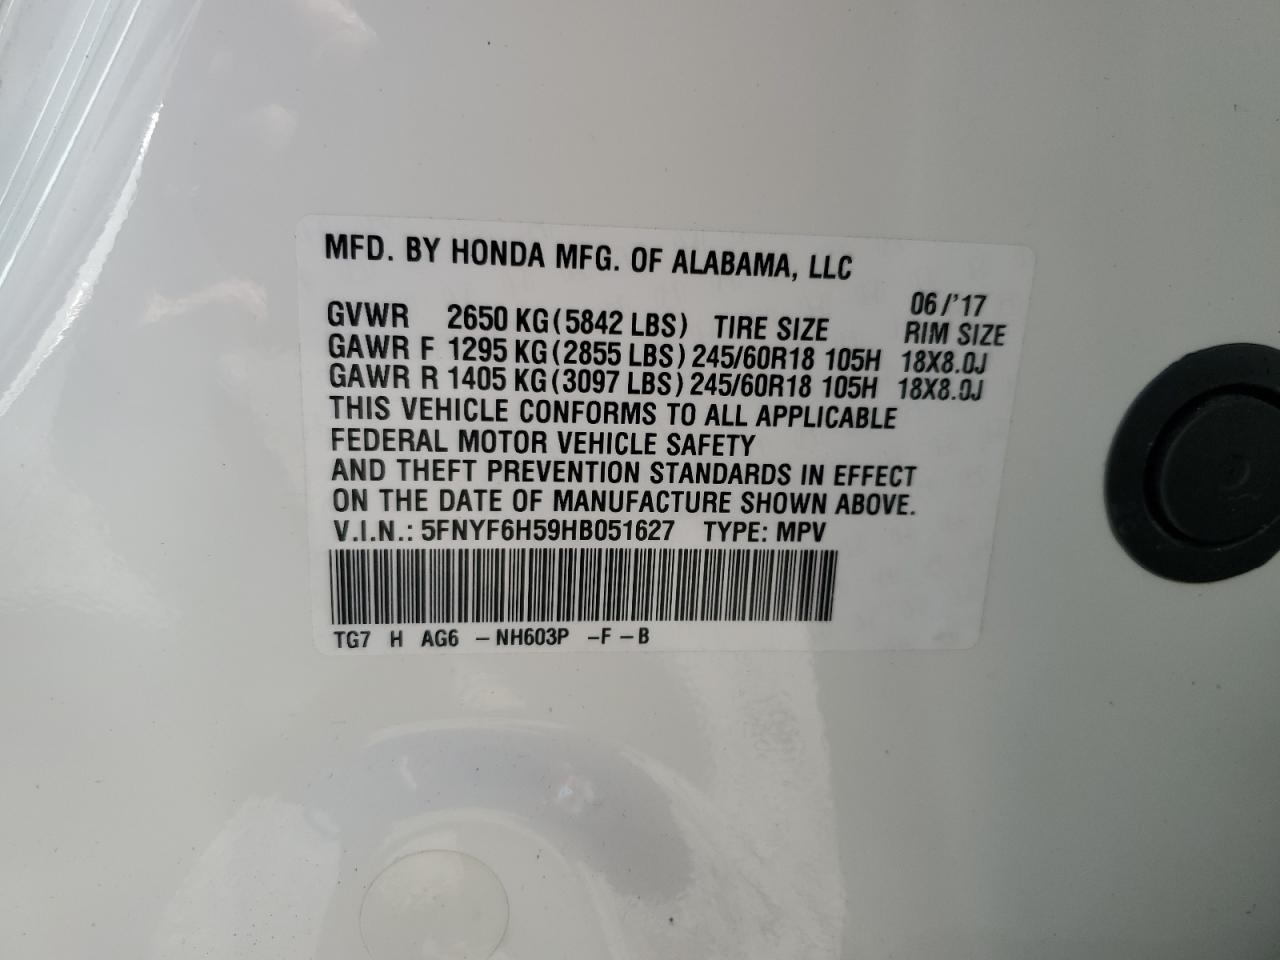 MFD. BY HONDA MFG. OF ALABAMA, LLC
06/'17
GVWR 2650 KG(5842 LBS) TIRE SIZE RIM SIZE
GAWR F 1295 KG(2855 LBS) 245/60R18 105H 18X8.0J
GAWR R 1405 KG(3097 LBS) 245/60R18 105H 18X8.0J
THIS VEHICLE CONFORMS TO ALL APPLICABLE
FEDERAL MOTOR VEHICLE SAFETY
AND THEFT PREVENTION STANDARDS IN EFFECT
ON THE DATE OF MANUFACTURE SHOWN ABOVE.
V.I.N.: 5FNYF6H59HB051627 TYPE: MPV
TG7 H AG6 -NH603P -F-B